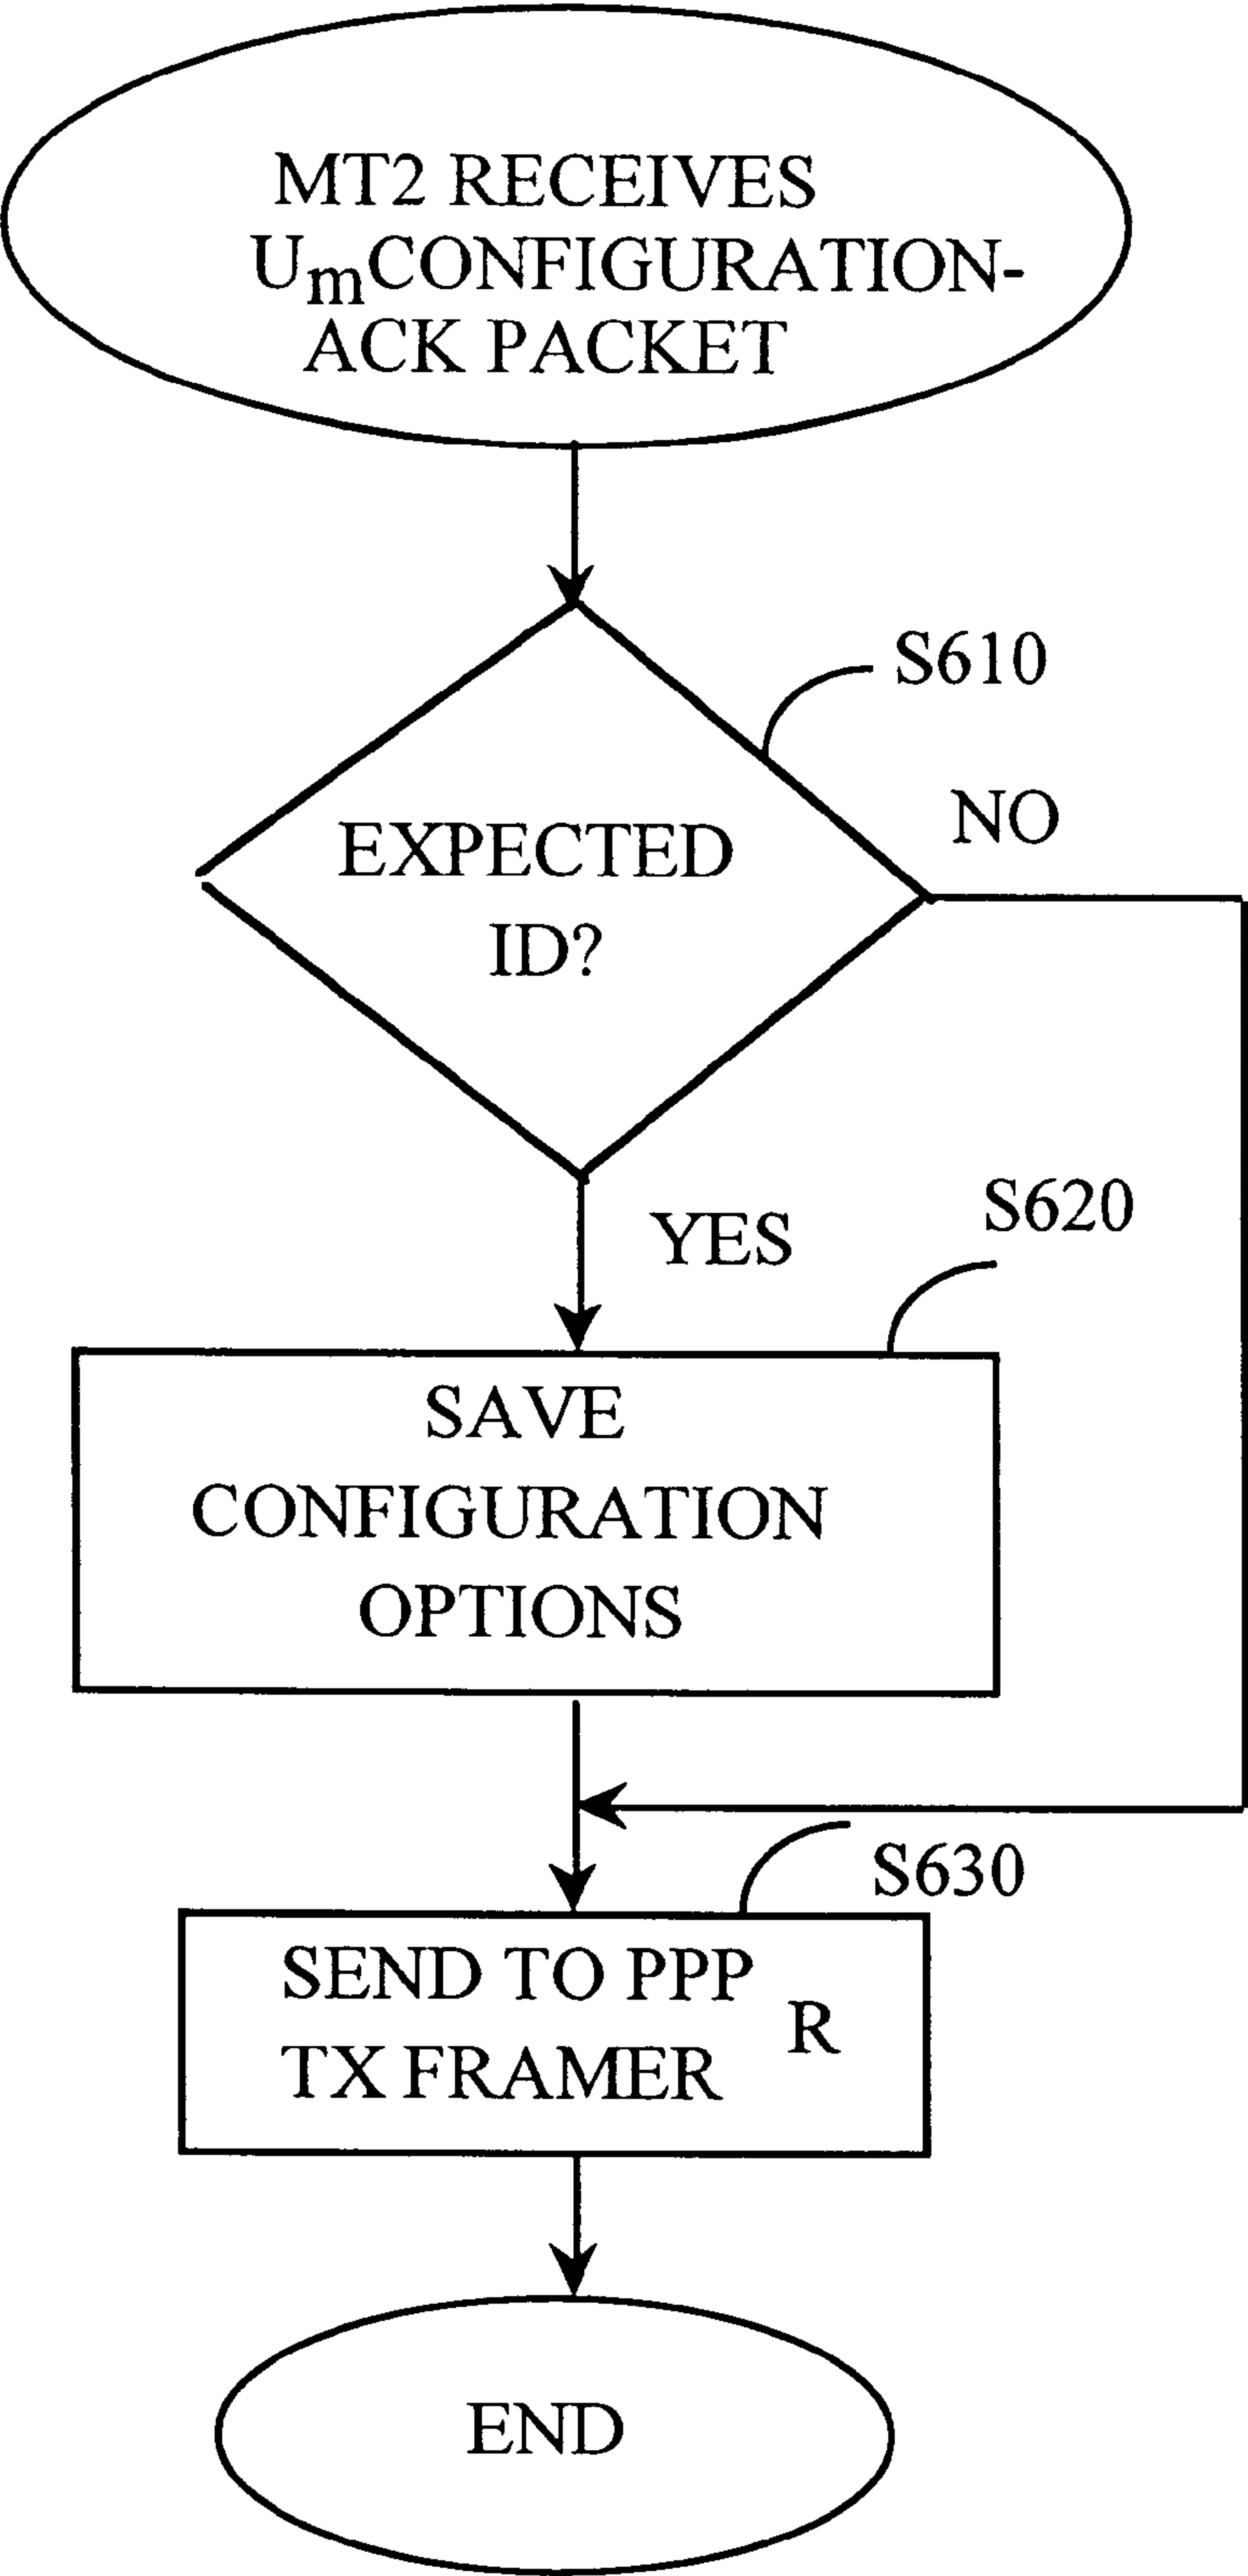 MT2 RECEIVES
UmCONFIGURATION-
ACK PACKET
S610
NO
EXPECTED
ID?
YES
S620
SAVE
CONFIGURATION
OPTIONS
S630
SEND TO PPP
R
TX FRAMER
END